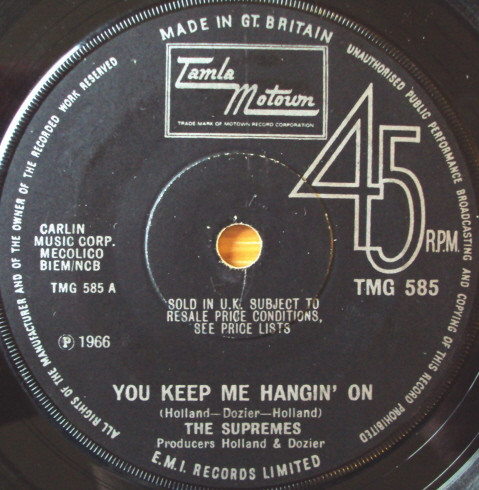 MADE IN GT. BRITAIN
UNAUTHORISED PUBLIC PERFORMANCE BROADCASTING AND COPYING OF THIS RECORD PROHIBITED
ALL RIGHTS OF THE MANUFACTURER AND OF THE OWNER OF THE RECORDED WORK RESERVED
Tamla
Motown
TRADE MARK OF MOTOWN RECORD CORPORATION
45
R.P.M.
CARLIN
MUSIC CORP.
MECOLICO
BIEM/NCB
TMG 585 A
TMG 585
SOLD IN U.K. SUBJECT TO
RESALE PRICE CONDITIONS,
SEE PRICE LISTS
Ⓟ 1966
YOU KEEP ME HANGIN' ON
(Holland—Dozier—Holland)
THE SUPREMES
Producers Holland & Dozier
E.M.I. RECORDS LIMITED